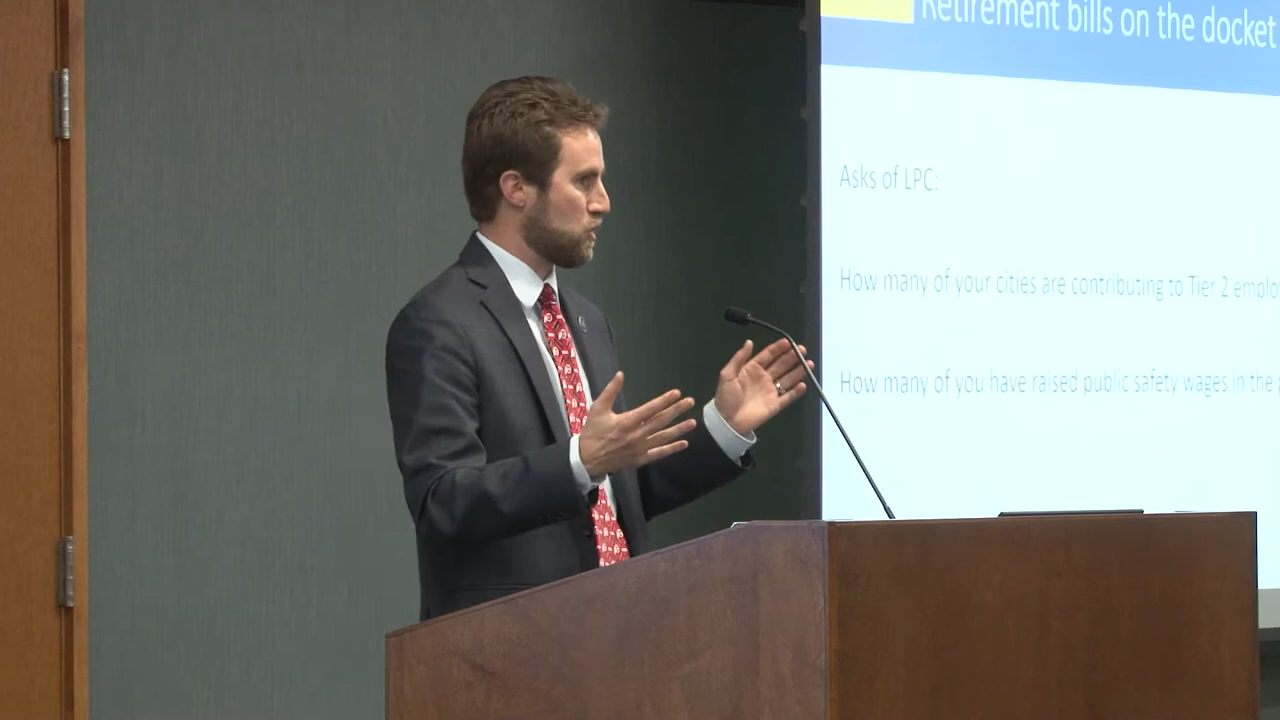 Retirement bills on the docket
Asks of LPC:
How many of your cities are contributing to Tier 2
How many of you have raised public safety wages in the